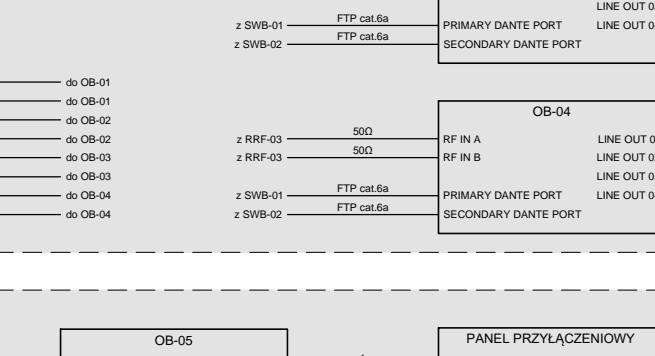 LINE OUT 0
z SWB-01 FTP cat.6a PRIMARY DANTE PORT LINE OUT 0
z SWB-02 FTP cat.6a SECONDARY DANTE PORT
do OB-01
do OB-01
do OB-02
do OB-02
do OB-03
do OB-03
do OB-04
do OB-04
OB-04
z RRF-03 50Ω RF IN A LINE OUT 0
z RRF-03 50Ω RF IN B LINE OUT 0
LINE OUT 0
z SWB-01 FTP cat.6a PRIMARY DANTE PORT LINE OUT 0
z SWB-02 FTP cat.6a SECONDARY DANTE PORT
OB-05
PANEL PRZYŁĄCZENIOWY